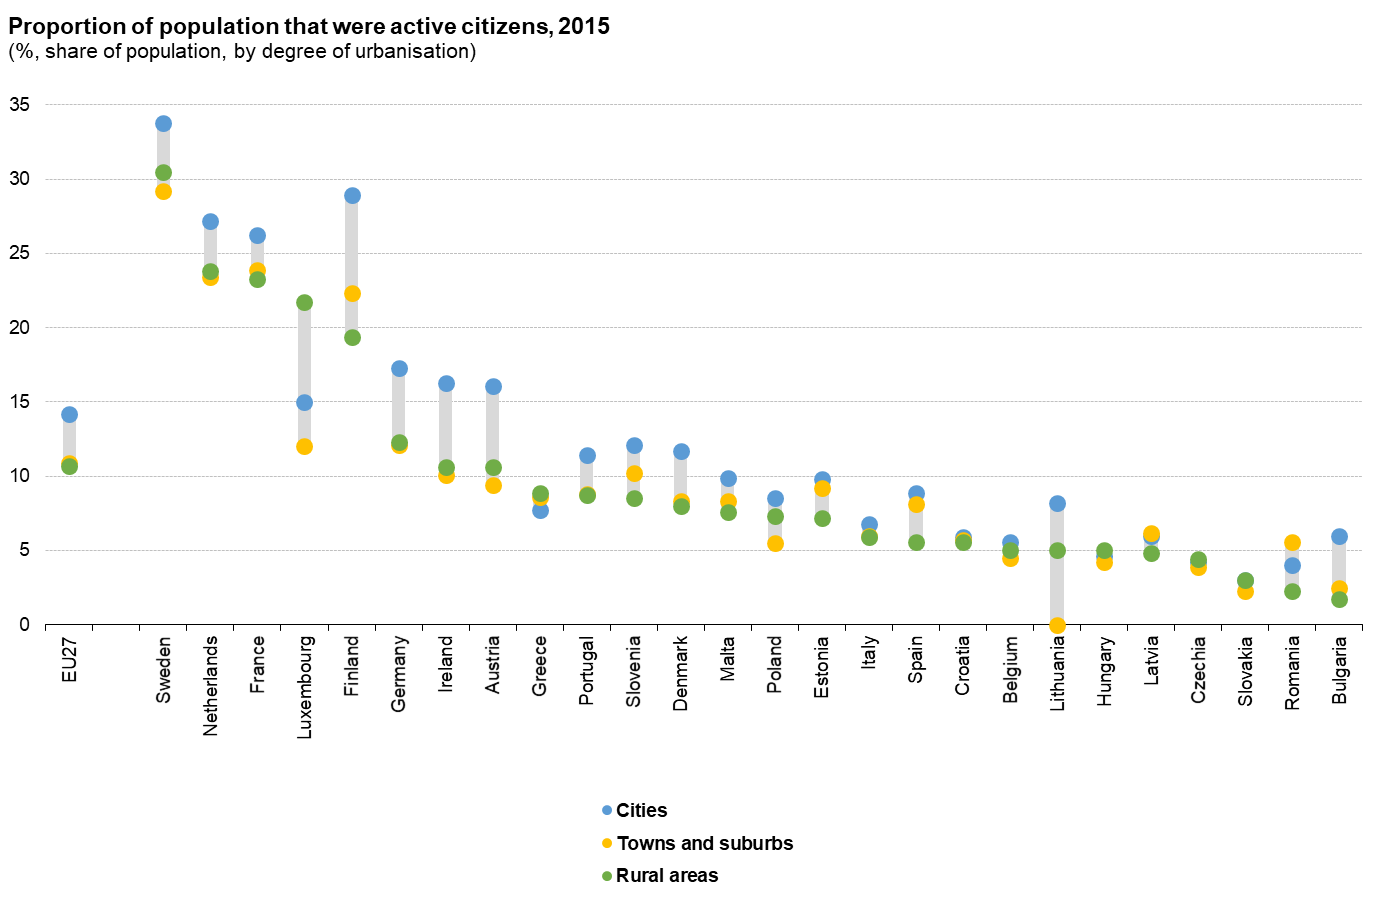 Proportion of population that were active citizens, 2015
(%, share of population, by degree of urbanisation)
35
30
25
20
15
10
5
0
EU27
Sweden
Netherlands
France
Luxembourg
Finland
Germany
Ireland
Austria
Greece
Portugal
Slovenia
Denmark
Malta
Poland
Estonia
Italy
Spain
Croatia
Belgium
Lithuania
Hungary
Latvia
Czechia
Slovakia
Romania
Bulgaria
Cities
Towns and suburbs
Rural areas